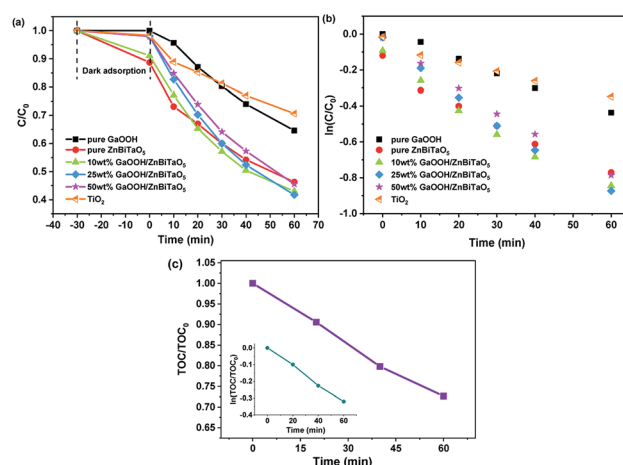 (a)
1.0
0.9
0.8
0.7
0.6
0.5
0.4
C/C₀
Dark adsorption
pure GaOOH
pure ZnBiTaO₅
10wt% GaOOH/ZnBiTaO₅
25wt% GaOOH/ZnBiTaO₅
50wt% GaOOH/ZnBiTaO₅
TiO₂
-40 -30 -20 -10 0 10 20 30 40 50 60 70
Time (min)
(b)
0.0
-0.2
-0.4
-0.6
-0.8
-1.0
ln(C/C₀)
pure GaOOH
pure ZnBiTaO₅
10wt% GaOOH/ZnBiTaO₅
25wt% GaOOH/ZnBiTaO₅
50wt% GaOOH/ZnBiTaO₅
TiO₂
0 10 20 30 40 60
Time (min)
(c)
1.05
1.00
0.95
0.90
0.85
0.80
0.75
0.70
0.65
TOC/TOC₀
0.1
0.0
-0.1
-0.2
-0.3
-0.4
ln(TOC/TOC₀)
0 20 40 60
Time (min)
0 20 40 60
Time (min)